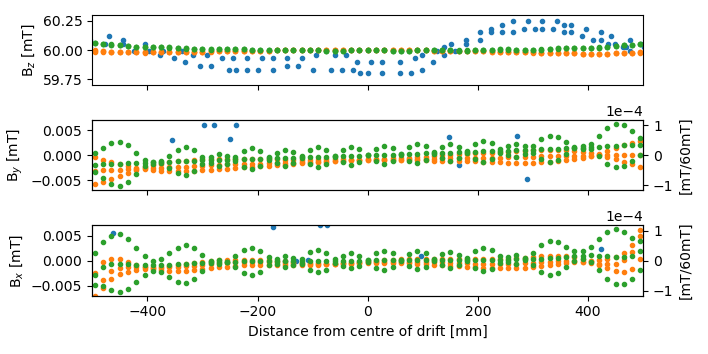 60.25
60.00
59.75
B_z [mT]
1e−4
0.005
0.000
−0.005
B_y [mT]
1
0
−1
[mT/60mT]
1e−4
0.005
0.000
−0.005
B_x [mT]
1
0
−1
[mT/60mT]
−400 −200 0 200 400
Distance from centre of drift [mm]